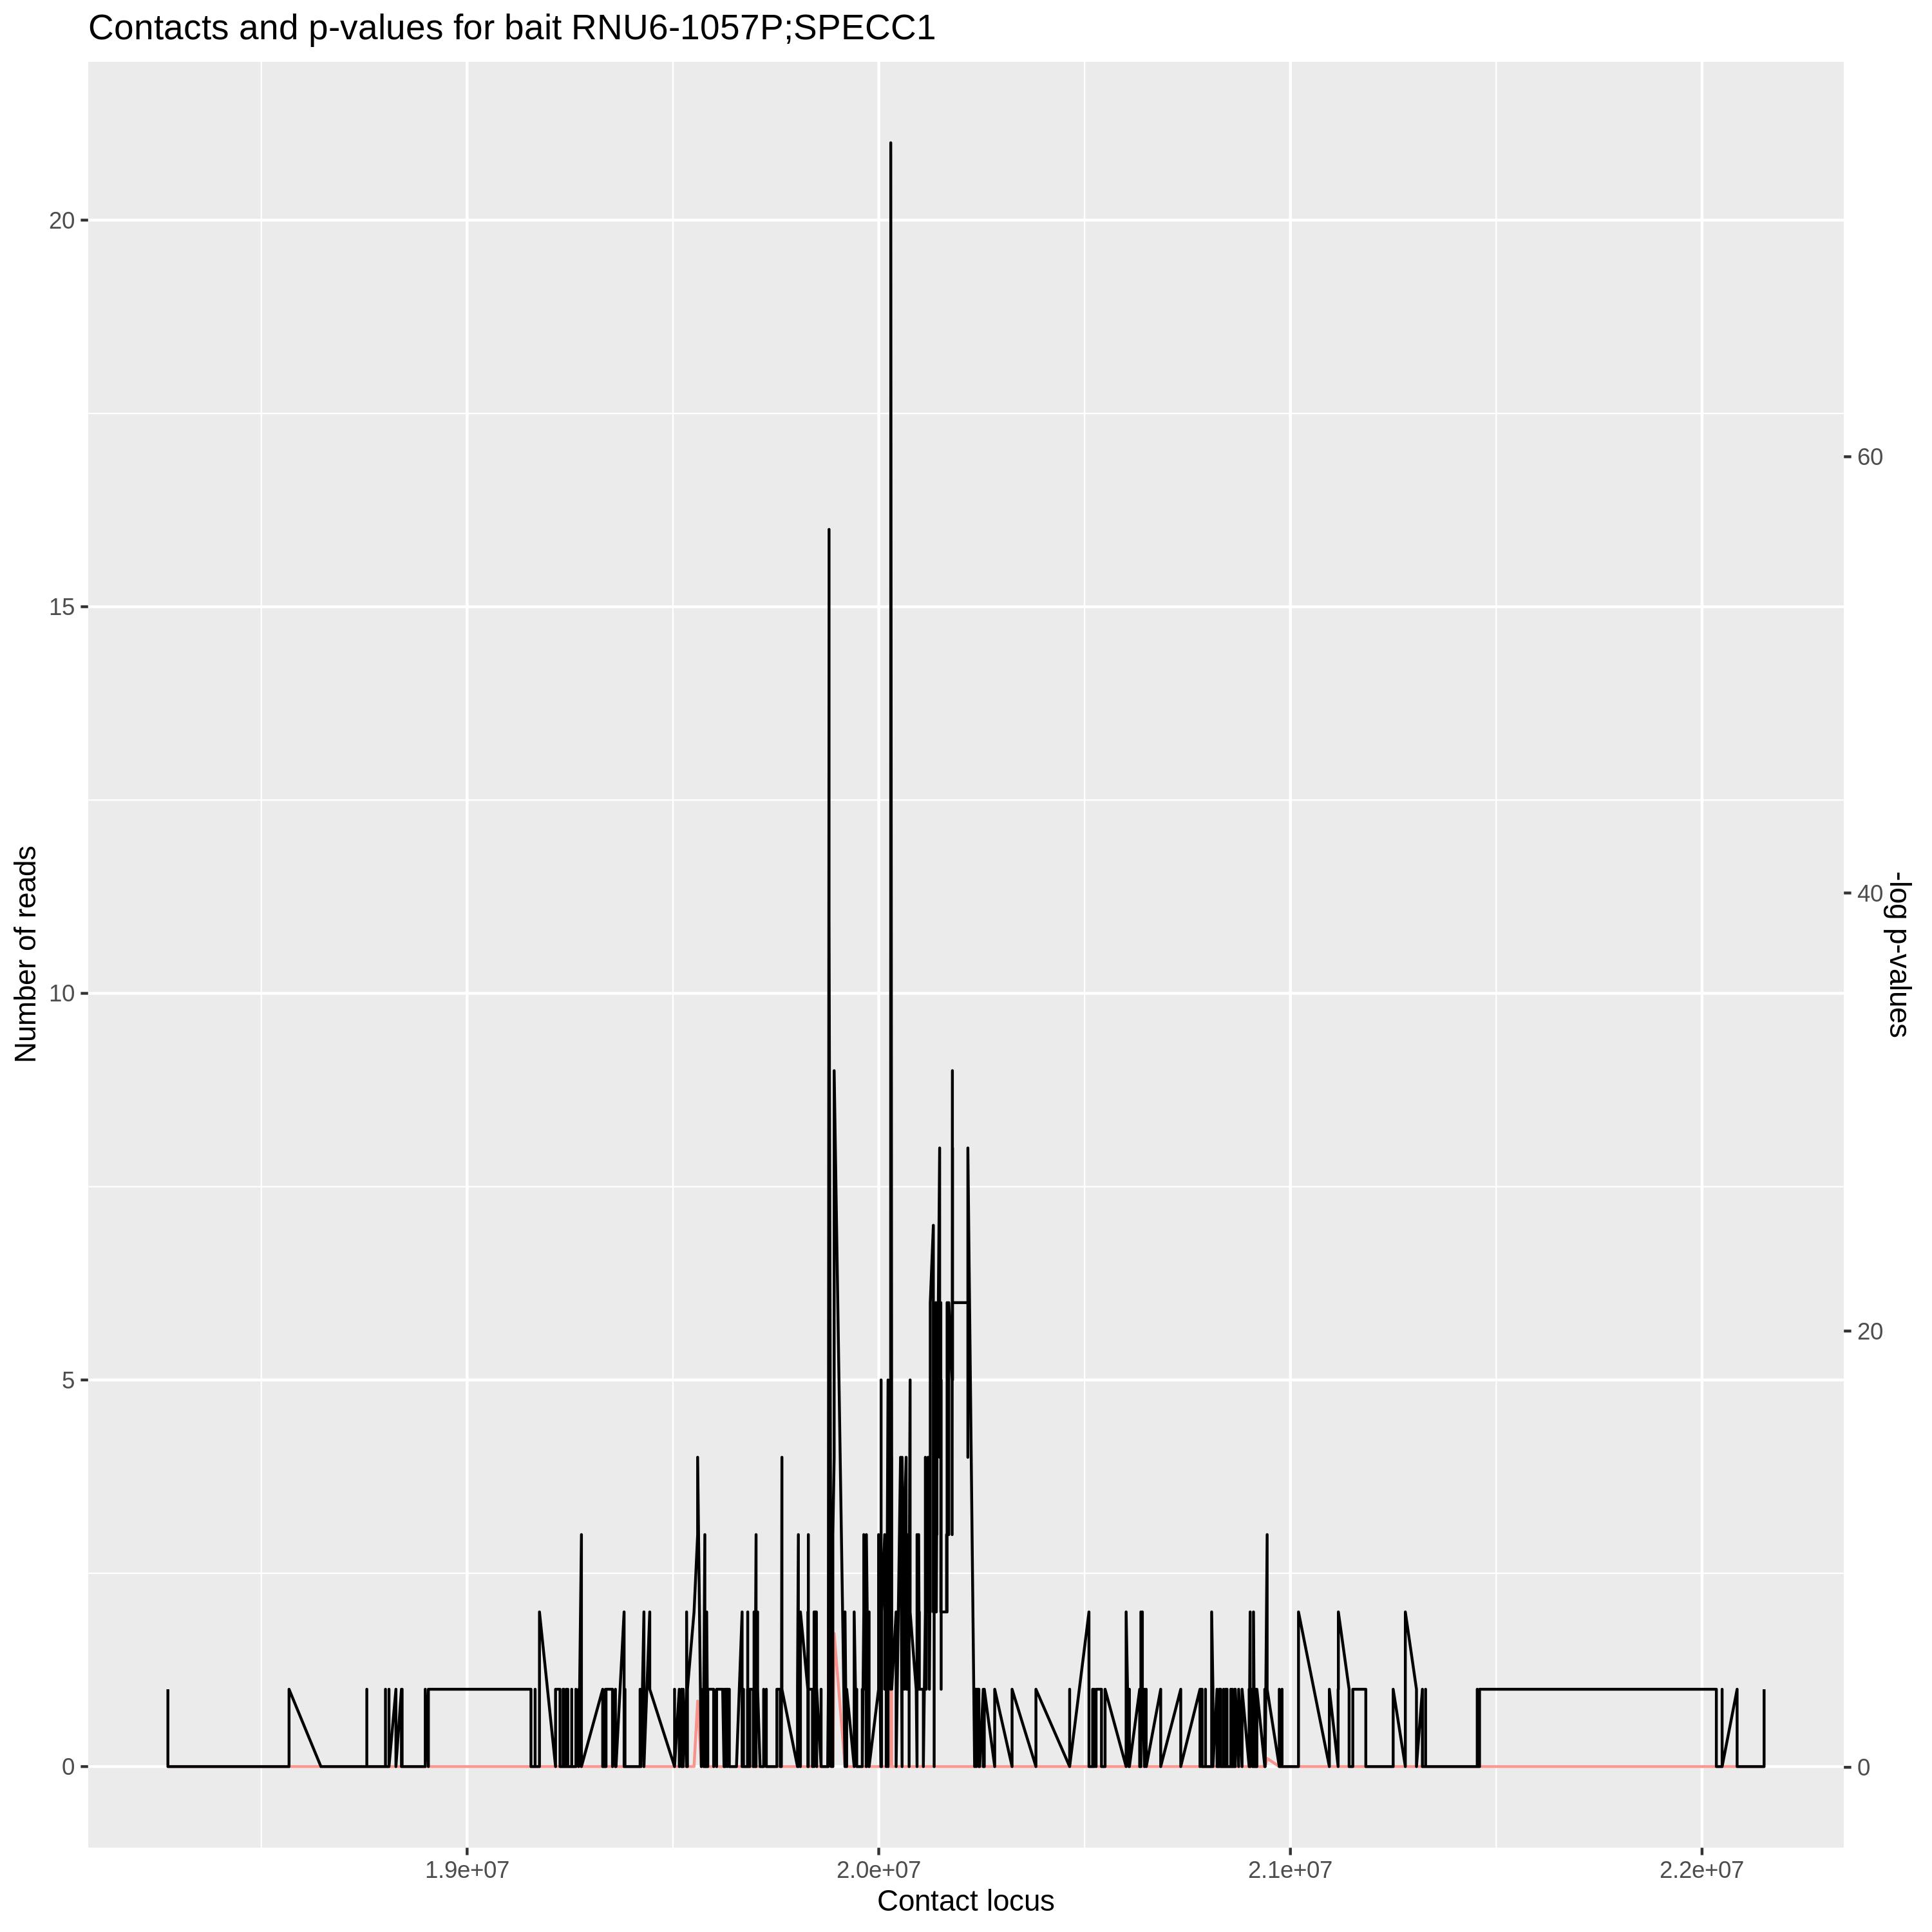 Contacts and p-values for bait RNU6-1057P;SPECC1
20
15
10
5
0
Number of reads
60
40
20
0
-log p-values
1.9e+07 2.0e+07 2.1e+07 2.2e+07
Contact locus